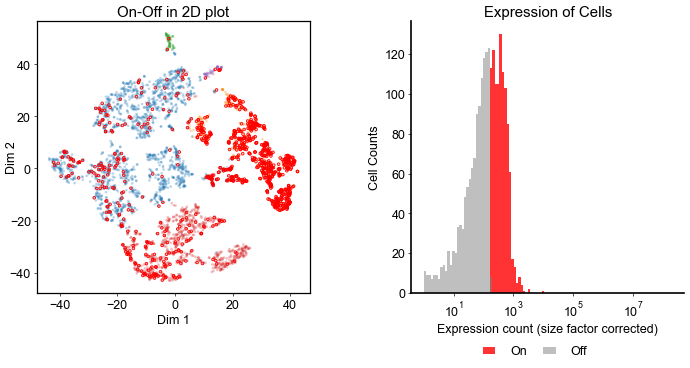 On-Off in 2D plot
40
20
0
−20
−40
Dim 2
−40 −20 0 20 40
Dim 1
Expression of Cells
120
100
80
60
40
20
0
Cell Counts
10^1 10^3 10^5 10^7
Expression count (size factor corrected)
On Off